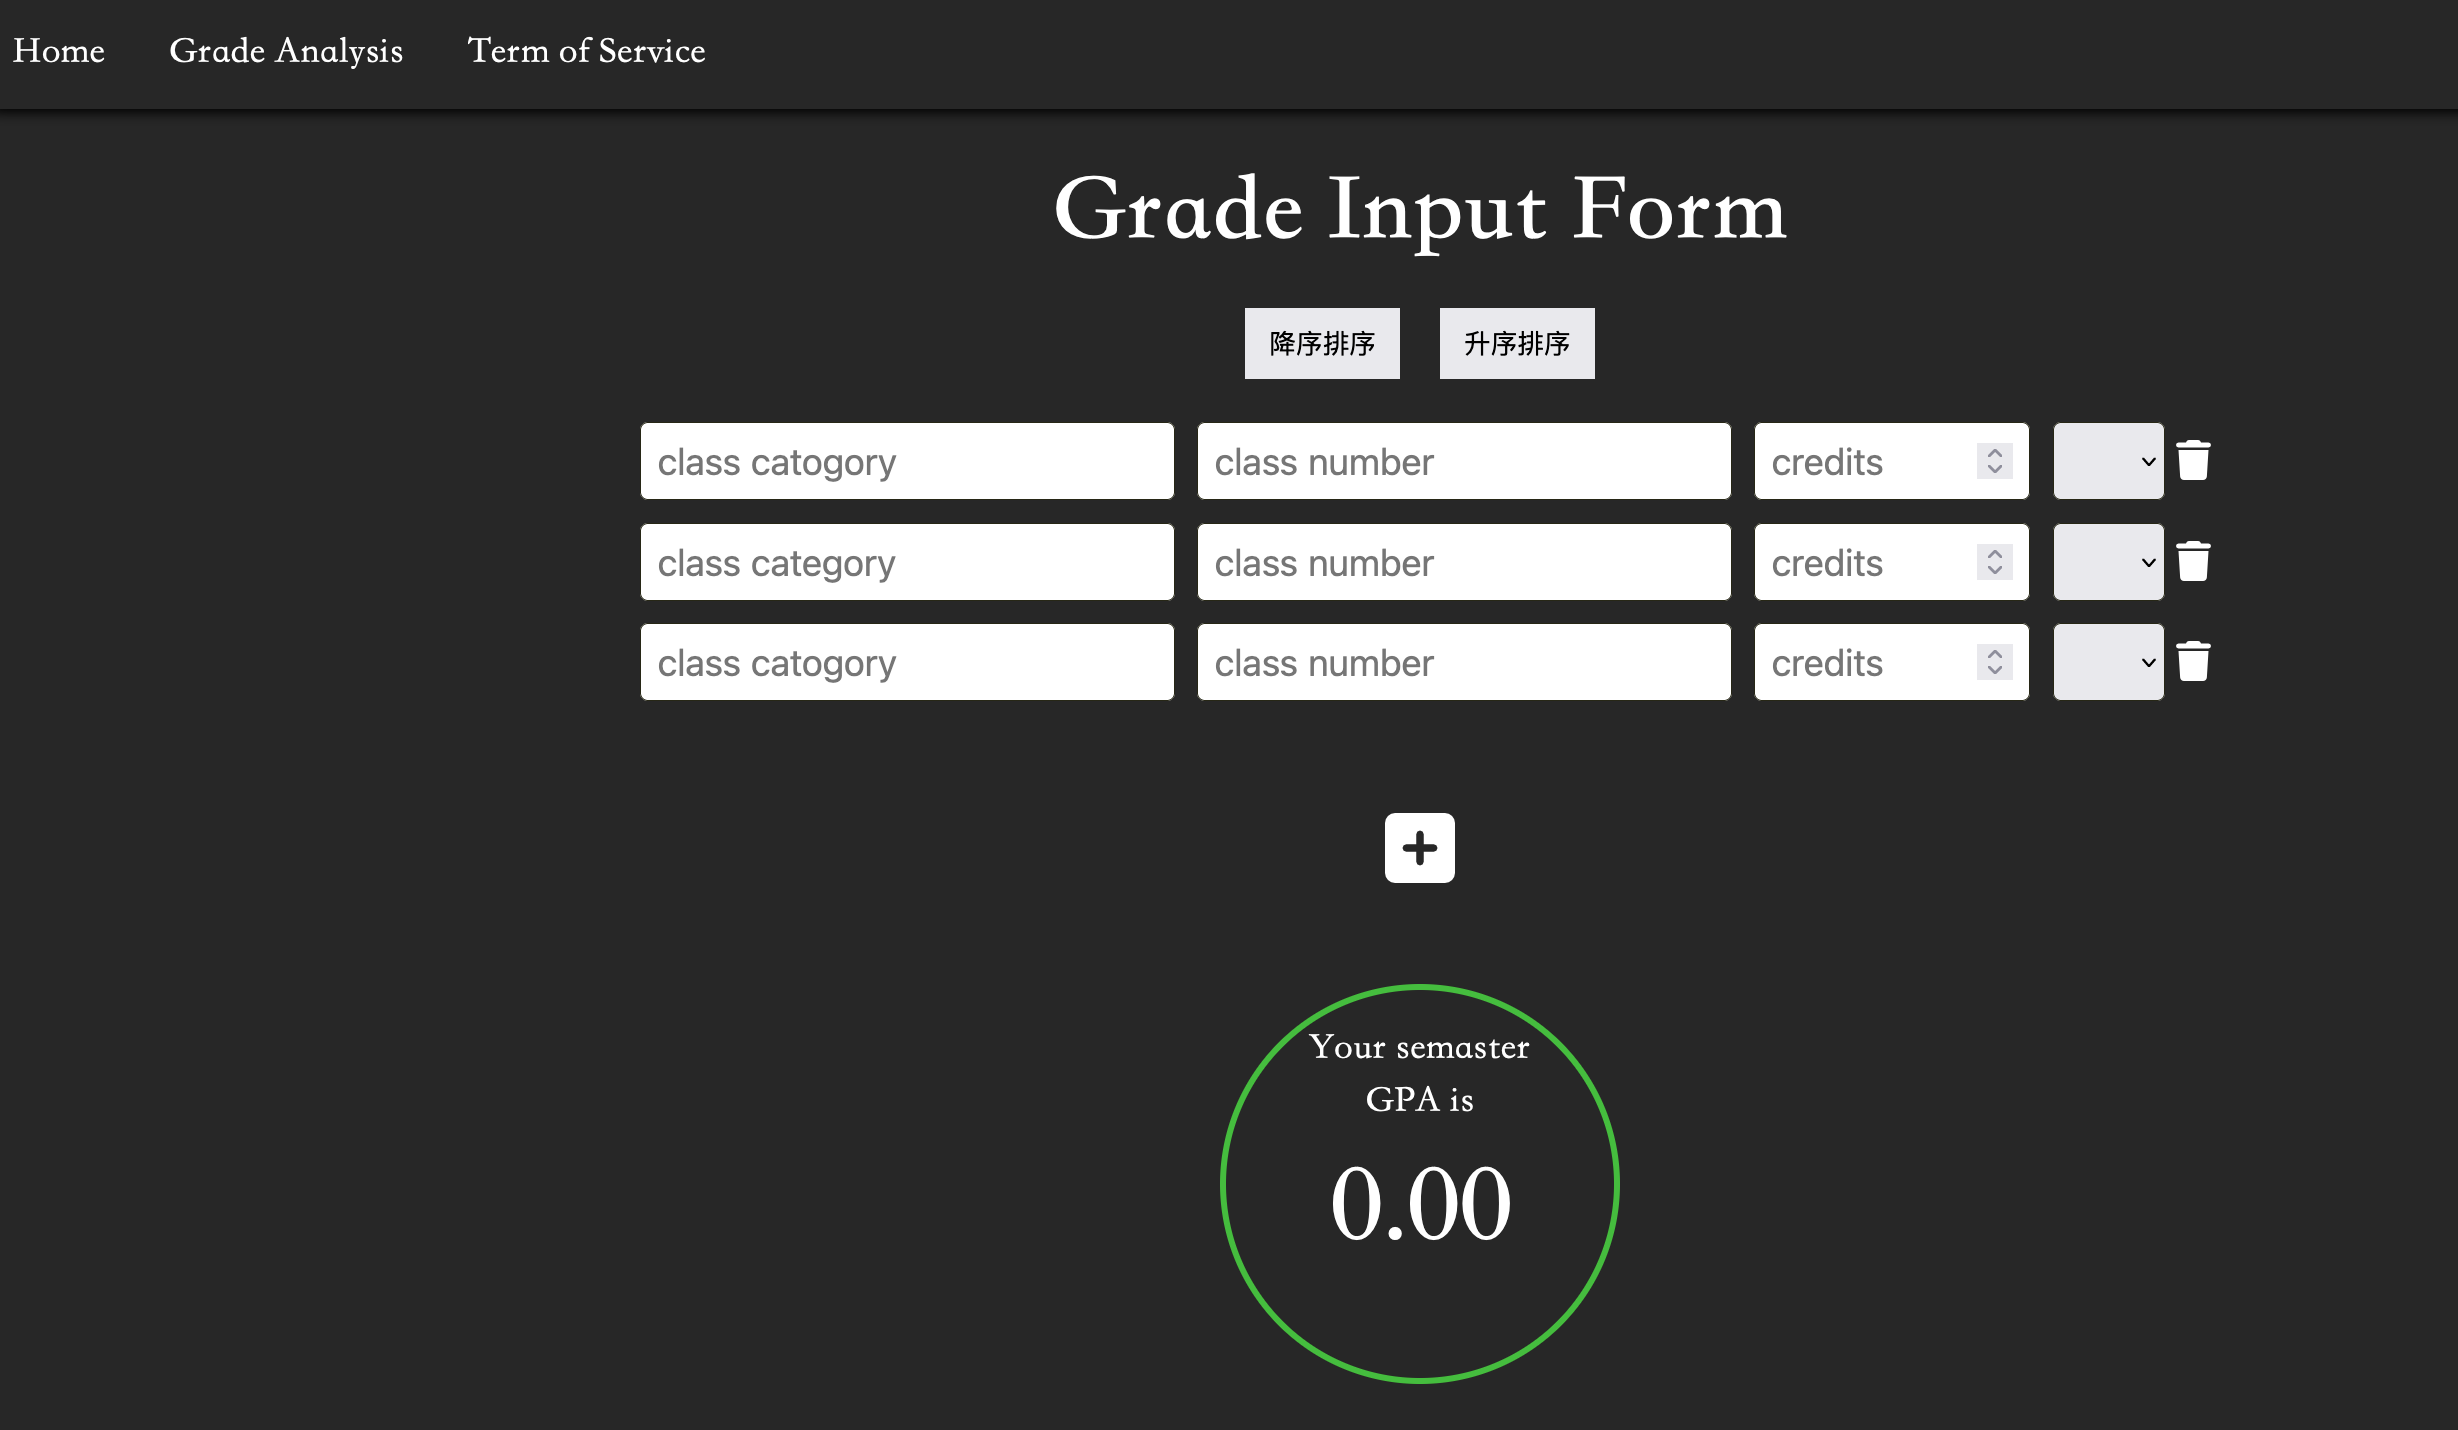 Home Grade Analysis Term of Service
Grade Input Form
降序排序 升序排序
class catogory class number credits
class category class number credits
class catogory class number credits
Your semaster
GPA is
0.00